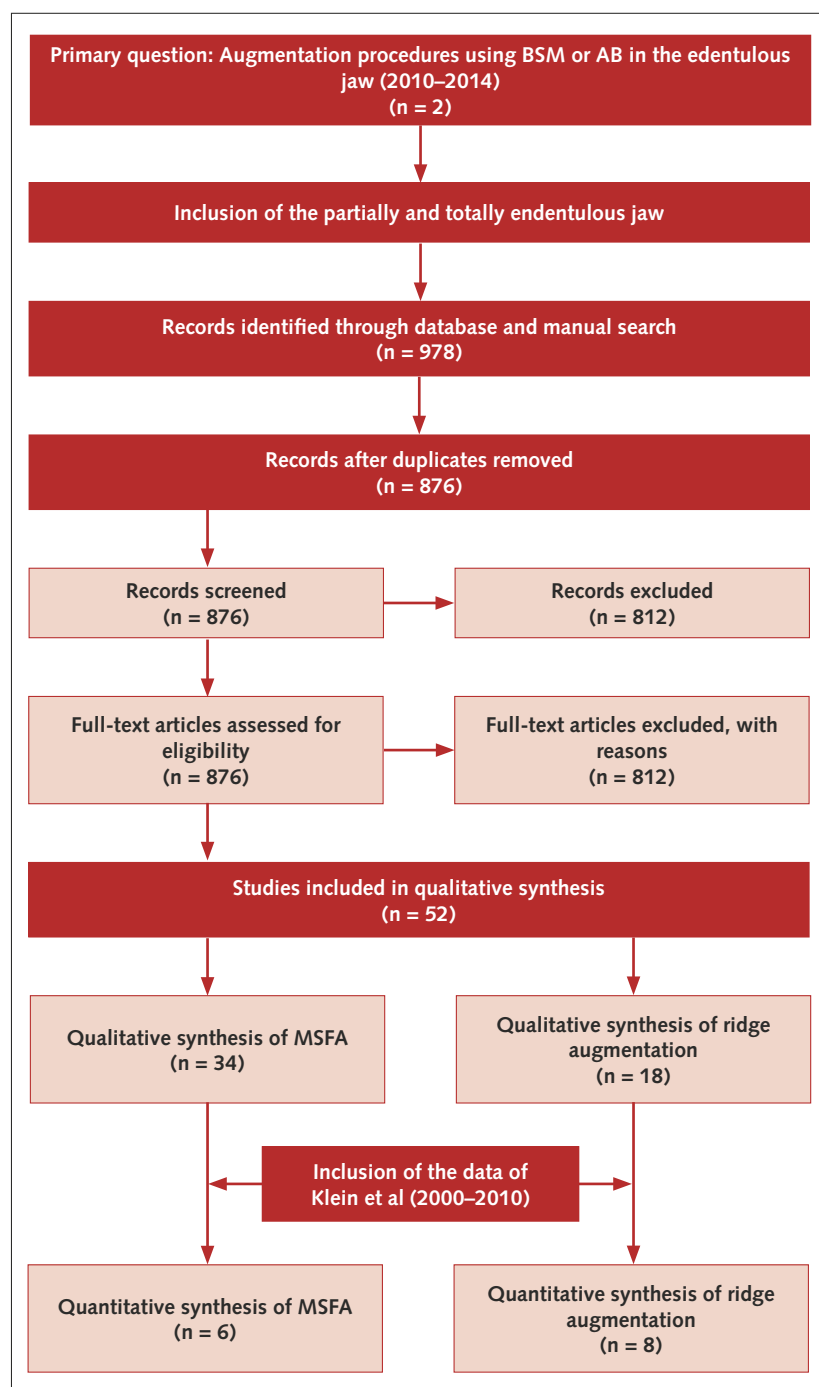 Primary question: Augmentation procedures using BSM or AB in the edentulous
jaw (2010–2014)
(n = 2)
Inclusion of the partially and totally endentulous jaw
Records identified through database and manual search
(n = 978)
Records after duplicates removed
(n = 876)
Records screened
(n = 876)
Records excluded
(n = 812)
Full-text articles assessed for
eligibility
(n = 876)
Full-text articles excluded, with
reasons
(n = 812)
Studies included in qualitative synthesis
(n = 52)
Qualitative synthesis of MSFA
(n = 34)
Qualitative synthesis of ridge
augmentation
(n = 18)
Inclusion of the data of
Klein et al (2000–2010)
Quantitative synthesis of MSFA
(n = 6)
Quantitative synthesis of ridge
augmentation
(n = 8)